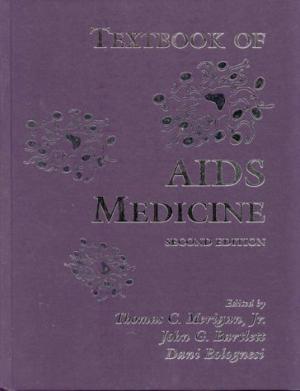 TEXTBOOK OF
AIDS
MEDICINE
SECOND EDITION
Edited by
Thomas C. Merigan, Jr.
John G. Bartlett
Dani Bolognesi